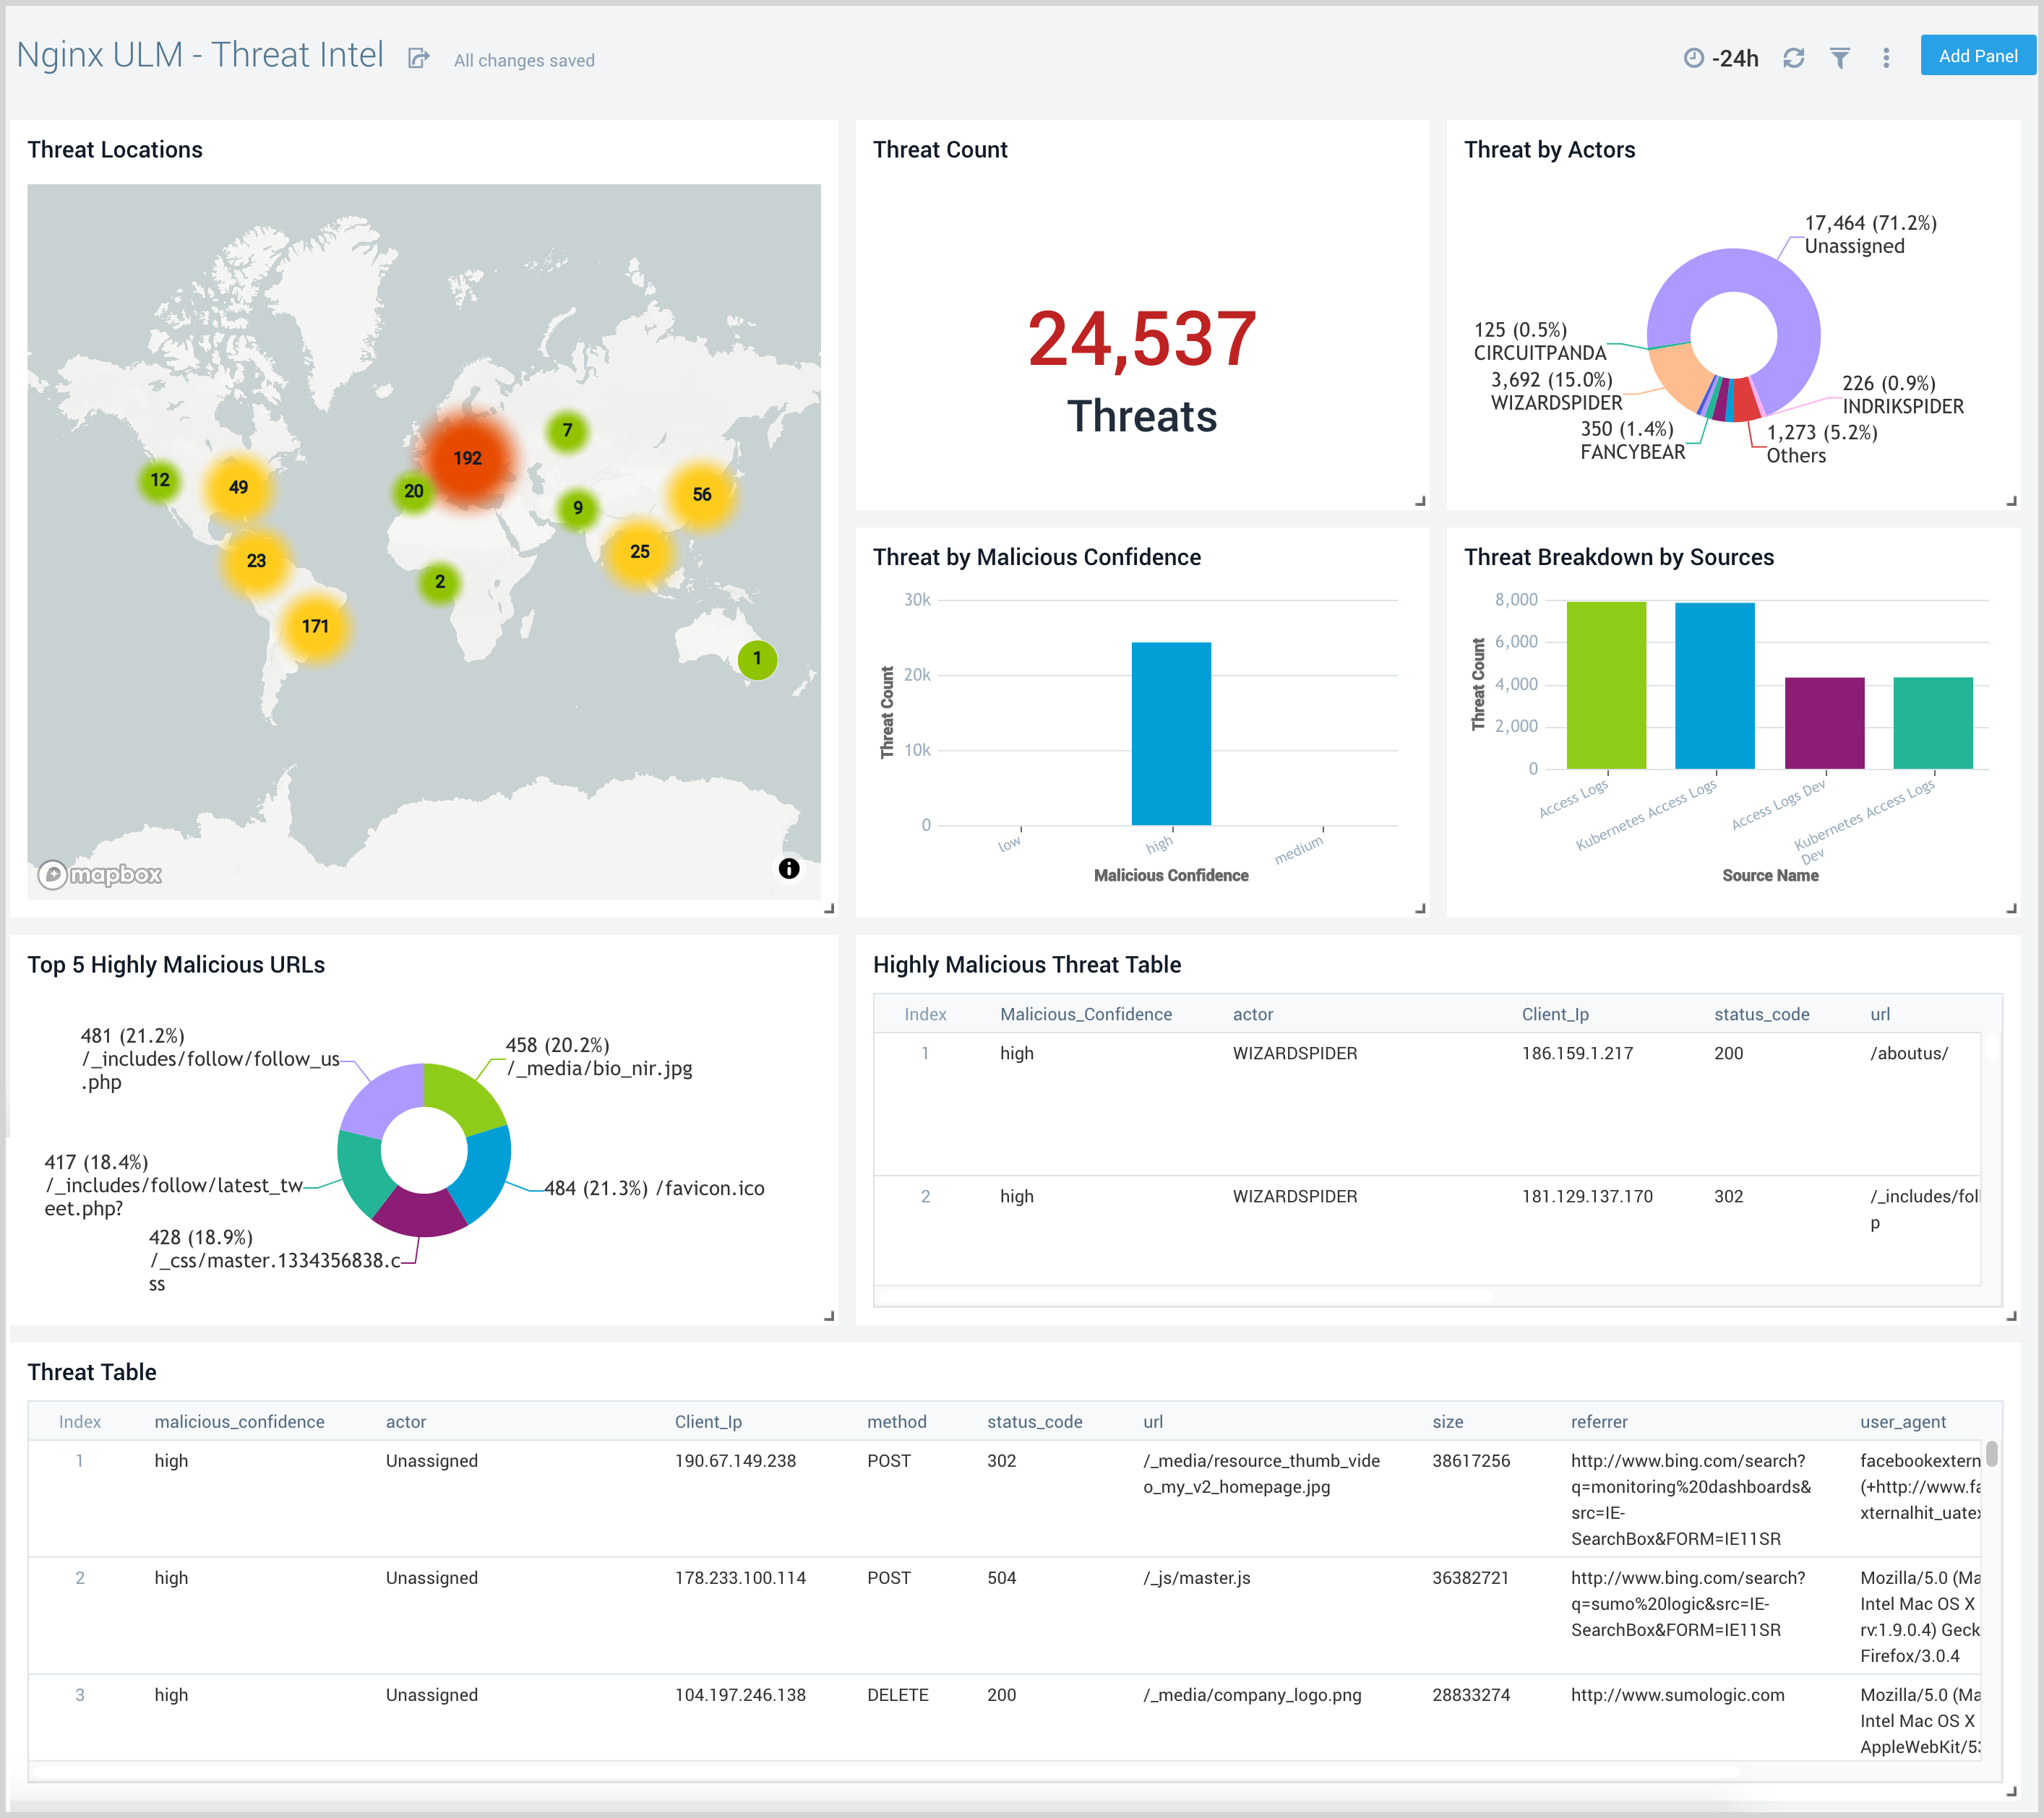 Nginx ULM - Threat Intel
All changes saved
-24h
Add Panel
Threat Locations
7
192
12
49
20
56
9
23
25
2
171
1
mapbox
Threat Count
24,537
Threats
Threat by Actors
17,464 (71.2%)
Unassigned
125 (0.5%)
CIRCUITPANDA
3,692 (15.0%)
WIZARDSPIDER
226 (0.9%)
INDRIKSPIDER
350 (1.4%)
FANCYBEAR
1,273 (5.2%)
Others
Threat by Malicious Confidence
30k
20k
10k
0
Threat Count
low
high
medium
Malicious Confidence
Threat Breakdown by Sources
8,000
6,000
4,000
2,000
0
Threat Count
Access Logs
Kubernetes Access Logs
Access Logs Dev
Kubernetes Access Logs
Dev
Source Name
Top 5 Highly Malicious URLs
481 (21.2%)
/_includes/follow/follow_us
.php
458 (20.2%)
/_media/bio_nir.jpg
417 (18.4%)
/_includes/follow/latest_tw
eet.php?
484 (21.3%) /favicon.ico
428 (18.9%)
/_css/master.1334356838.c
ss
Highly Malicious Threat Table
Index Malicious_Confidence actor Client_Ip status_code url
1 high WIZARDSPIDER 186.159.1.217 200 /aboutus/
2 high WIZARDSPIDER 181.129.137.170 302 /_includes/fol
p
Threat Table
Index malicious_confidence actor Client_Ip method status_code url size referrer user_agent
1 high Unassigned 190.67.149.238 POST 302 /_media/resource_thumb_vide 38617256 http://www.bing.com/search? facebookextern
o_my_v2_homepage.jpg q=monitoring%20dashboards& (+http://www.fa
src=IE- xternalhit_uatex
SearchBox&FORM=IE11SR
2 high Unassigned 178.233.100.114 POST 504 /_js/master.js 36382721 http://www.bing.com/search? Mozilla/5.0 (Ma
q=sumo%20logic&src=IE- Intel Mac OS X
SearchBox&FORM=IE11SR rv:1.9.0.4) Geck
Firefox/3.0.4
3 high Unassigned 104.197.246.138 DELETE 200 /_media/company_logo.png 28833274 http://www.sumologic.com Mozilla/5.0 (Ma
Intel Mac OS X
AppleWebKit/53